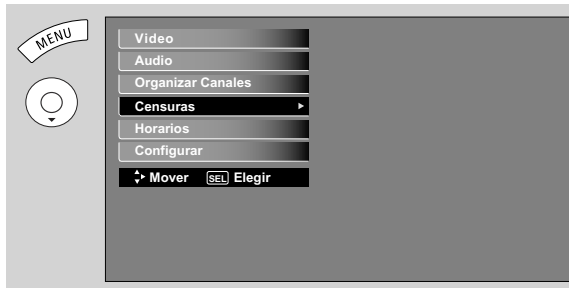 MENU
Video
Audio
Organizar Canales
Censuras
Horarios
Configurar
Mover SEL Elegir